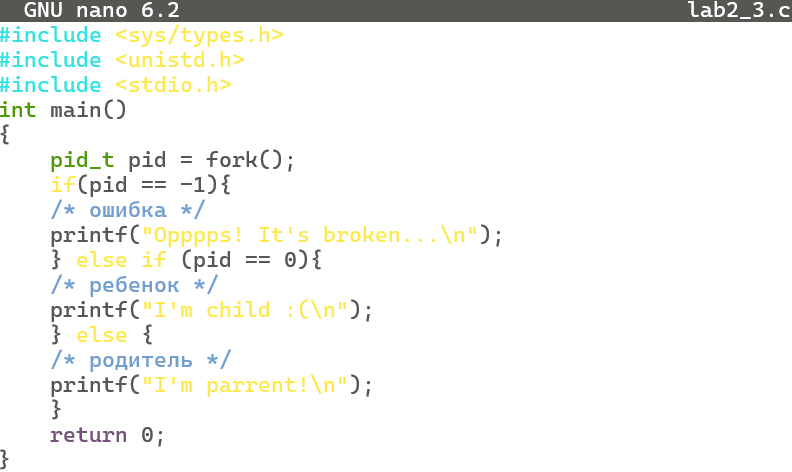 GNU nano 6.2 lab2_3.c
#include <sys/types.h>
#include <unistd.h>
#include <stdio.h>
int main()
{
    pid_t pid = fork();
    if(pid == -1){
    /* ошибка */
    printf("Opppps! It's broken...\n");
    } else if (pid == 0){
    /* ребенок */
    printf("I'm child :(\n");
    } else {
    /* родитель */
    printf("I'm parrent!\n");
    }
    return 0;
}